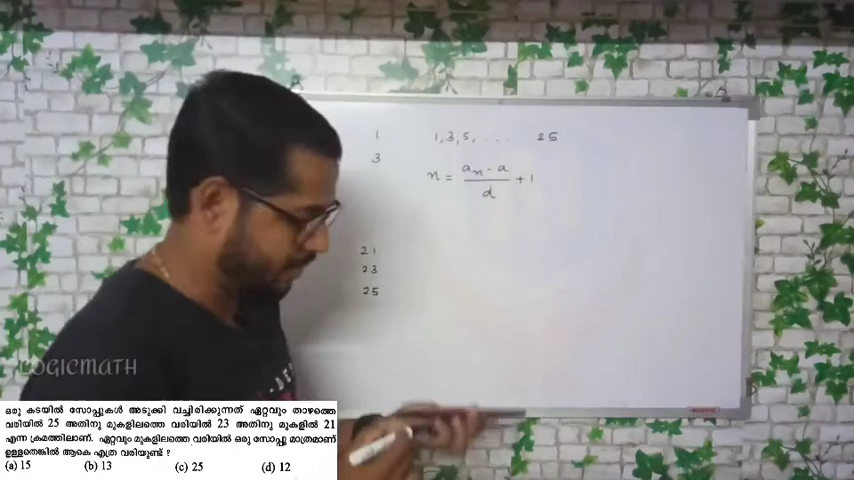 1
3
21
23
25
1, 3, 5, .... 25
n = (aₙ - a) / d + 1
LOGICMATH
ഒരു കടയിൽ സോപ്പുകൾ അടുക്കി വച്ചിരിക്കുന്നത് ഏറ്റവും താഴത്തെ
വരിയിൽ 25 അതിനു മുകളിലത്തെ വരിയിൽ 23 അതിനു മുകളിൽ 21
എന്ന ക്രമത്തിലാണ്. ഏറ്റവും മുകളിലത്തെ വരിയിൽ ഒരു സോപ്പു മാത്രമാണ്
ഉള്ളതെങ്കിൽ ആകെ എത്ര വരിയുണ്ട് ?
(a) 15 (b) 13 (c) 25 (d) 12